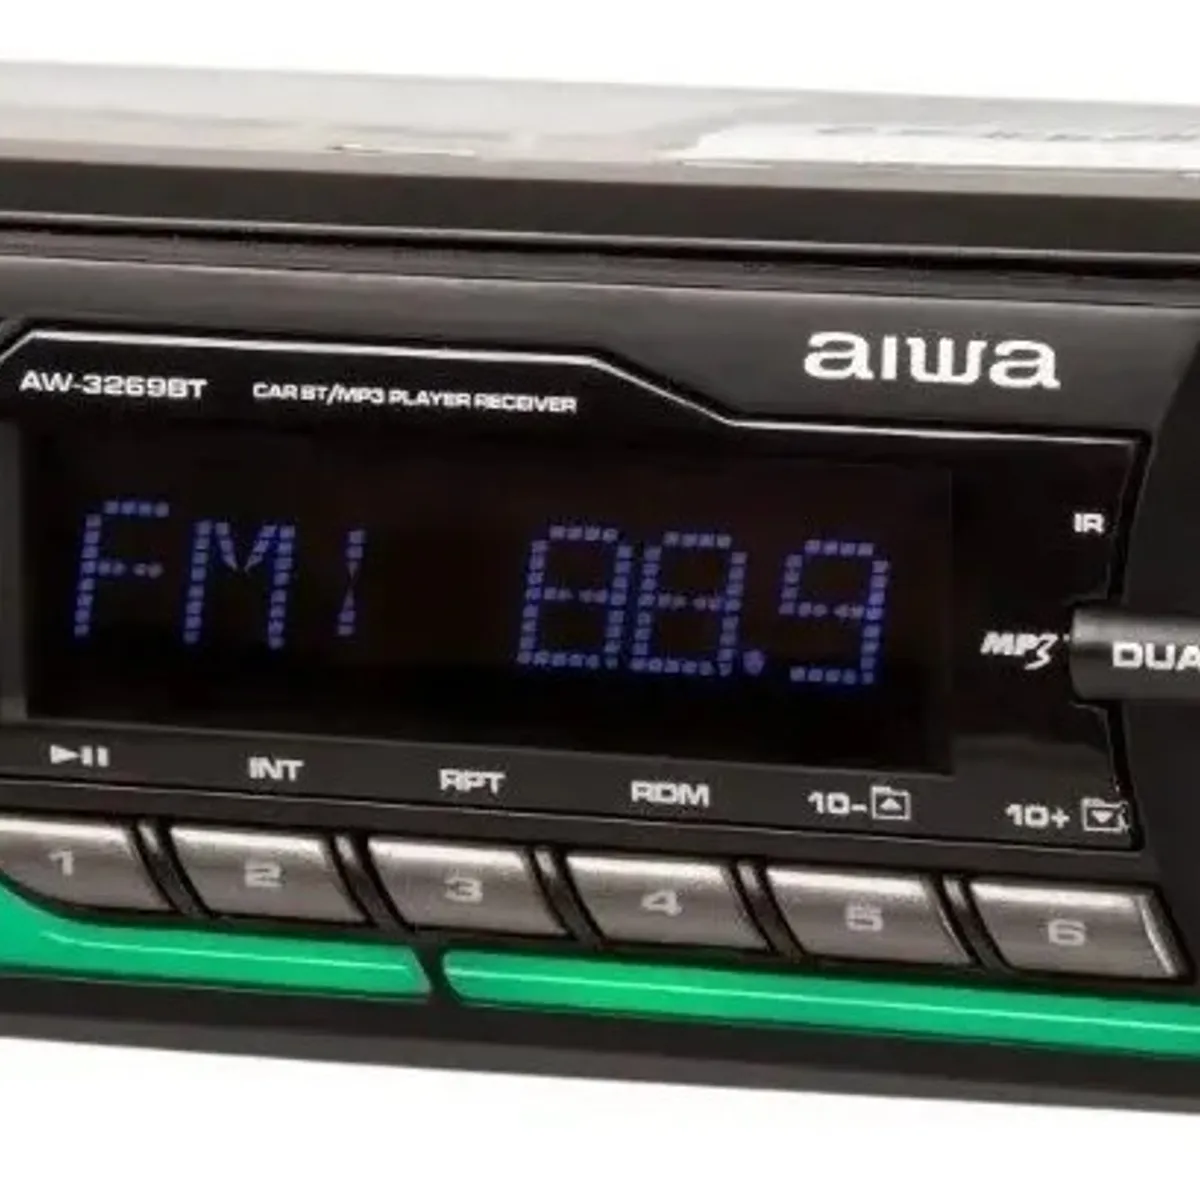 aiwa
AW-3269BT CAR BT/MP3 PLAYER RECEIVER
IR
FM1 88.9
MP3 DUA
INT RPT RDM 10- 10+
1 2 3 4 5 6